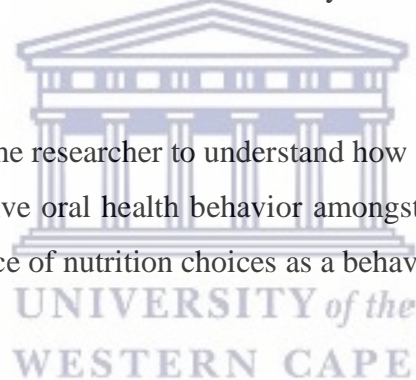 he researcher to understand how
ve oral health behavior amongst
ce of nutrition choices as a behav
UNIVERSITY of the
WESTERN CAPE